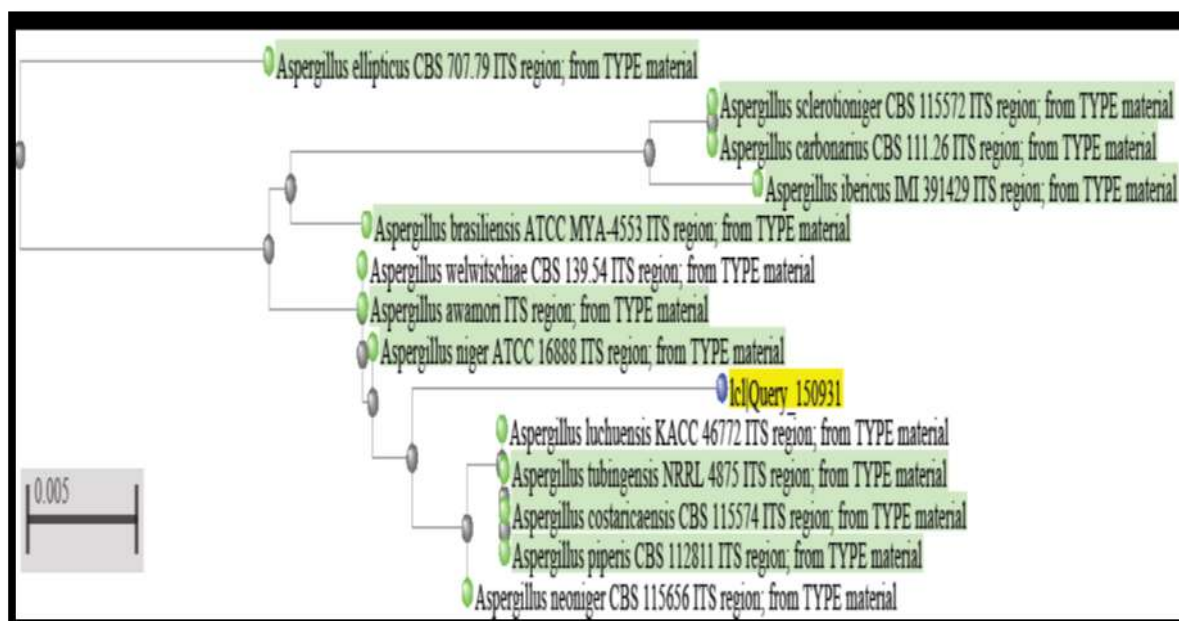 Aspergillus ellipticus CBS 707.79 ITS region; from TYPE material
Aspergillus sclerotioniger CBS 115572 ITS region; from TYPE material
Aspergillus carbonarius CBS 111.26 ITS region; from TYPE material
Aspergillus ibericus IMI 391429 ITS region; from TYPE material
Aspergillus brasiliensis ATCC MYA-4553 ITS region; from TYPE material
Aspergillus welwitschiae CBS 139.54 ITS region; from TYPE material
Aspergillus awamori ITS region; from TYPE material
Aspergillus niger ATCC 16888 ITS region; from TYPE material
lcl|Query_150931
Aspergillus luchuensis KACC 46772 ITS region; from TYPE material
Aspergillus tubingensis NRRL 4875 ITS region; from TYPE material
Aspergillus costaricaensis CBS 115574 ITS region; from TYPE material
Aspergillus piperis CBS 112811 ITS region; from TYPE material
Aspergillus neoniger CBS 115656 ITS region; from TYPE material
0.005